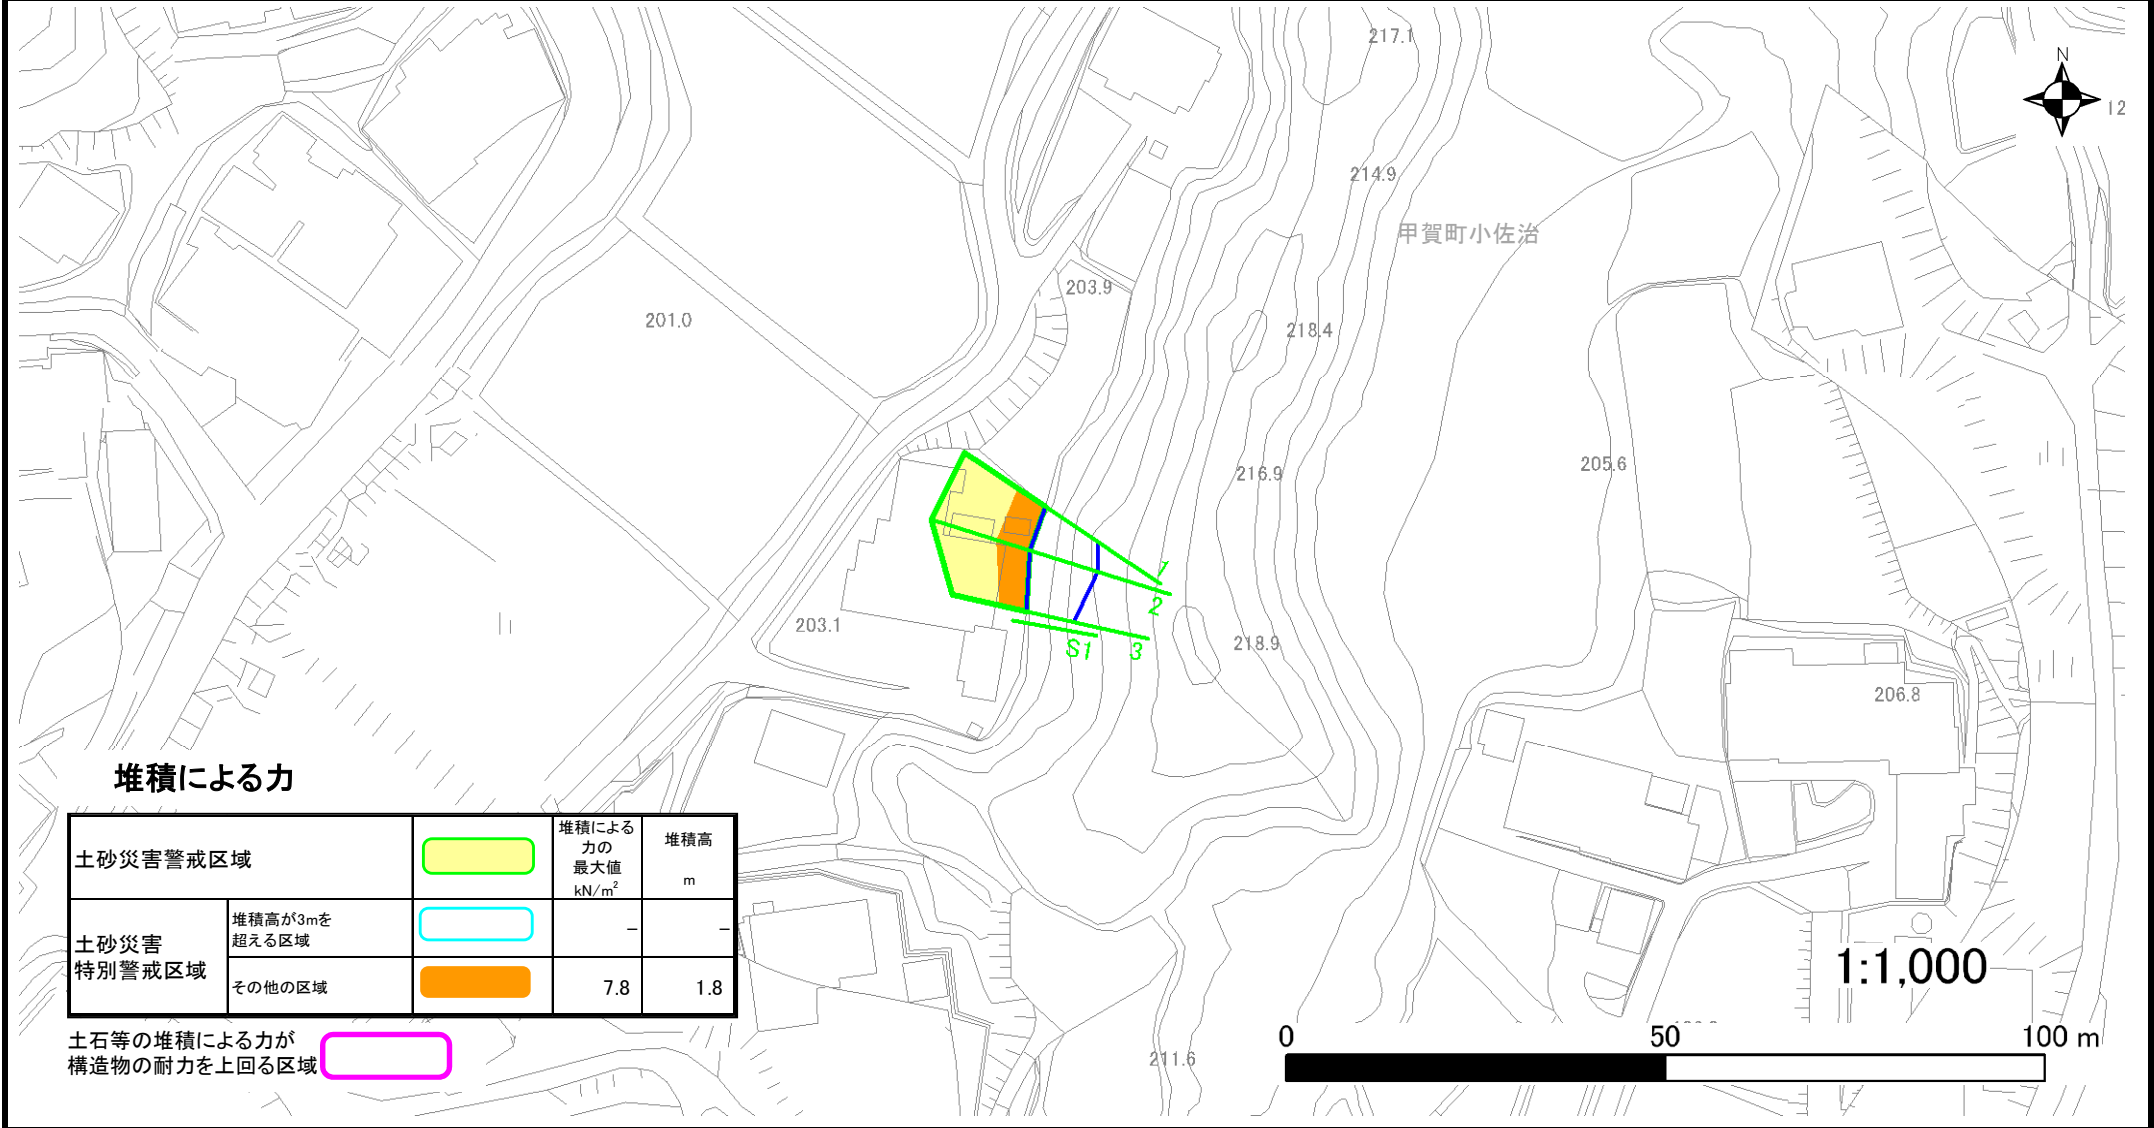 217.1
N
12
214.9
甲賀町小佐治
203.9
201.0
218.4
216.9
205.6
1
2
203.1
S1
3
218.9
206.8
堆積による力
土砂災害警戒区域
堆積による
力の
最大値
kN/m²
堆積高
m
土砂災害
特別警戒区域
堆積高が3mを
超える区域
-
-
その他の区域
7.8
1.8
土石等の堆積による力が
構造物の耐力を上回る区域
1:1,000
0
50
100 m
211.6